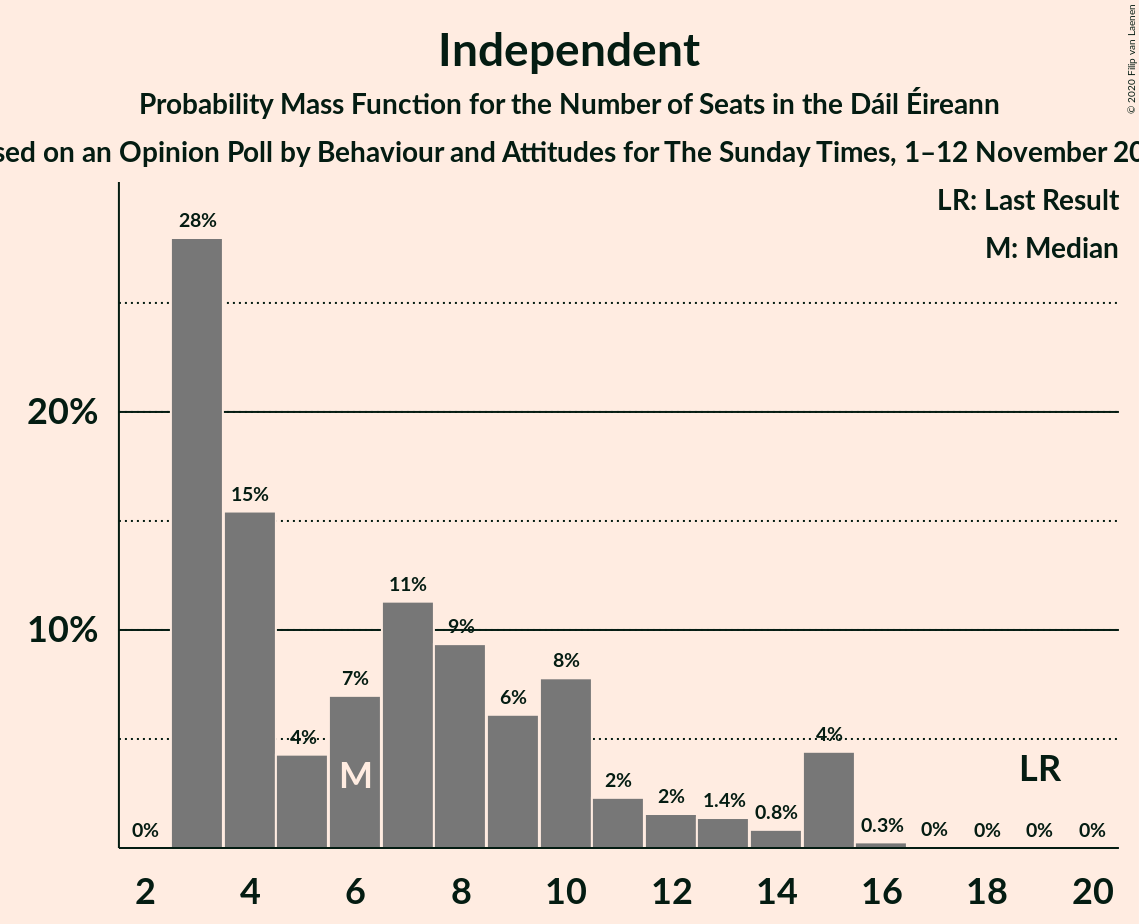 Independent
Probability Mass Function for the Number of Seats in the Dáil Éireann
sed on an Opinion Poll by Behaviour and Attitudes for The Sunday Times, 1–12 November 20
© 2020 Filip van Laenen
LR: Last Result
M: Median
28%
20%
15%
11%
10%
9%
8%
7%
6%
4%
4%
M
LR
2%
2%
1.4%
0.8%
0.3%
0%
0%
0%
0%
0%
2 4 6 8 10 12 14 16 18 20